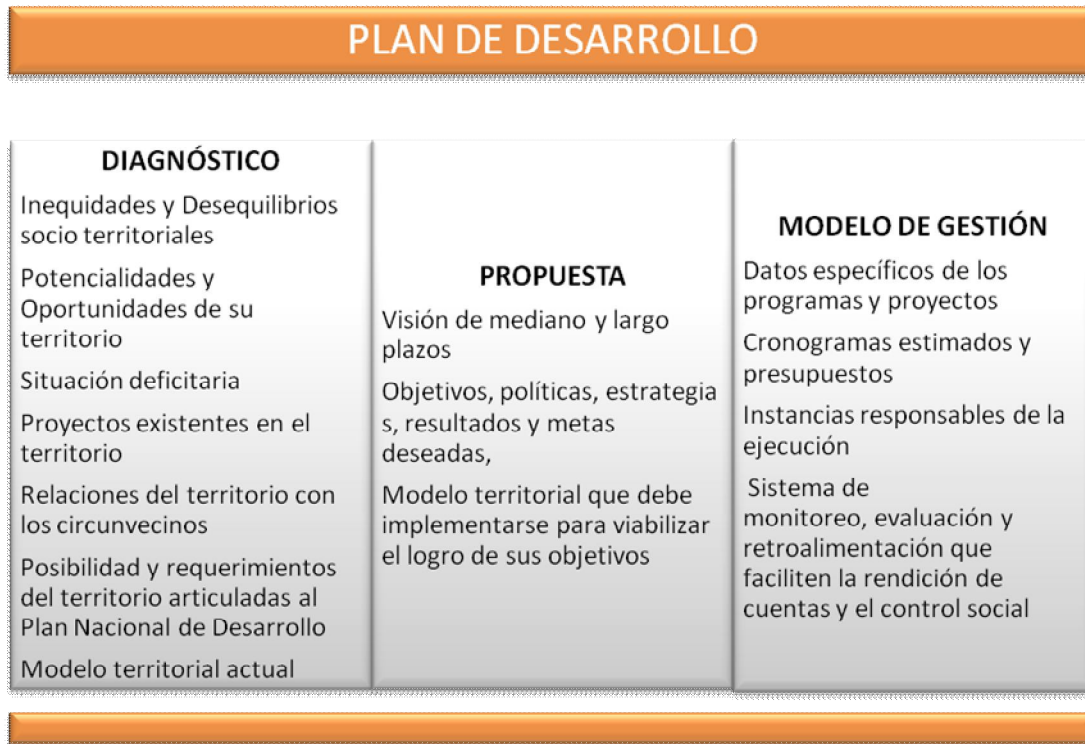 PLAN DE DESARROLLO
DIAGNÓSTICO
Inequidades y Desequilibrios
socio territoriales
Potencialidades y
Oportunidades de su
territorio
Situación deficitaria
Proyectos existentes en el
territorio
Relaciones del territorio con
los circunvecinos
Posibilidad y requerimientos
del territorio articuladas al
Plan Nacional de Desarrollo
Modelo territorial actual
PROPUESTA
Visión de mediano y largo
plazos
Objetivos, políticas, estrategia
s, resultados y metas
deseadas,
Modelo territorial que debe
implementarse para viabilizar
el logro de sus objetivos
MODELO DE GESTIÓN
Datos específicos de los
programas y proyectos
Cronogramas estimados y
presupuestos
Instancias responsables de la
ejecución
Sistema de
monitoreo, evaluación y
retroalimentación que
faciliten la rendición de
cuentas y el control social